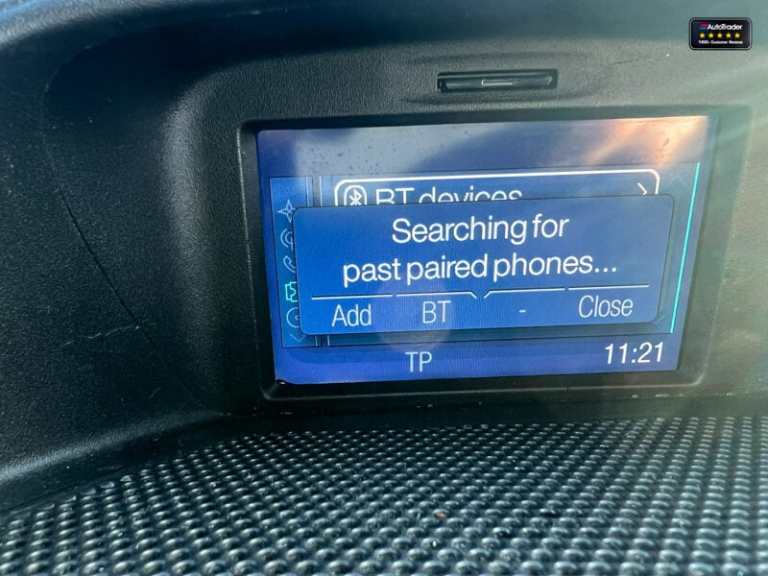 AutoTrader
BT devices
Searching for
past paired phones...
Add BT - Close
TP 11:21